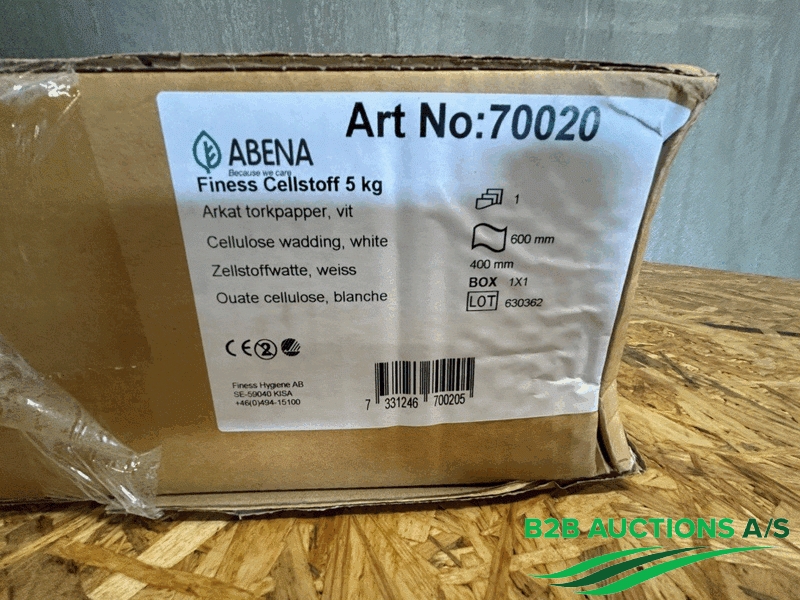 Art No:70020
ABENA
Because we care
Finess Cellstoff 5 kg
Arkat torkpapper, vit
Cellulose wadding, white
Zellstoffwatte, weiss
Ouate cellulose, blanche
1
600 mm
400 mm
BOX 1X1
LOT 630362
CE 2
Finess Hygiene AB
SE-59040 KISA
+46(0)494-15100
7 331246 700205
B2B AUCTIONS A/S